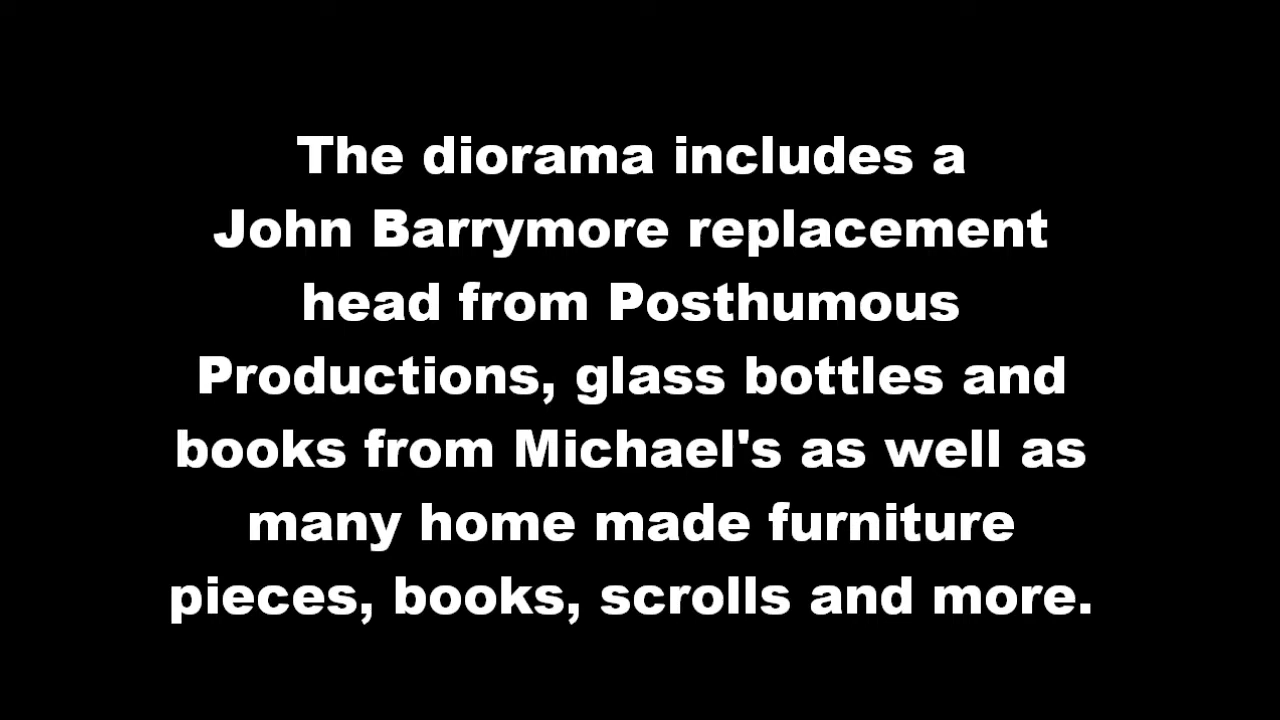 The diorama includes a
John Barrymore replacement
head from Posthumous
Productions, glass bottles and
books from Michael's as well as
many home made furniture
pieces, books, scrolls and more.